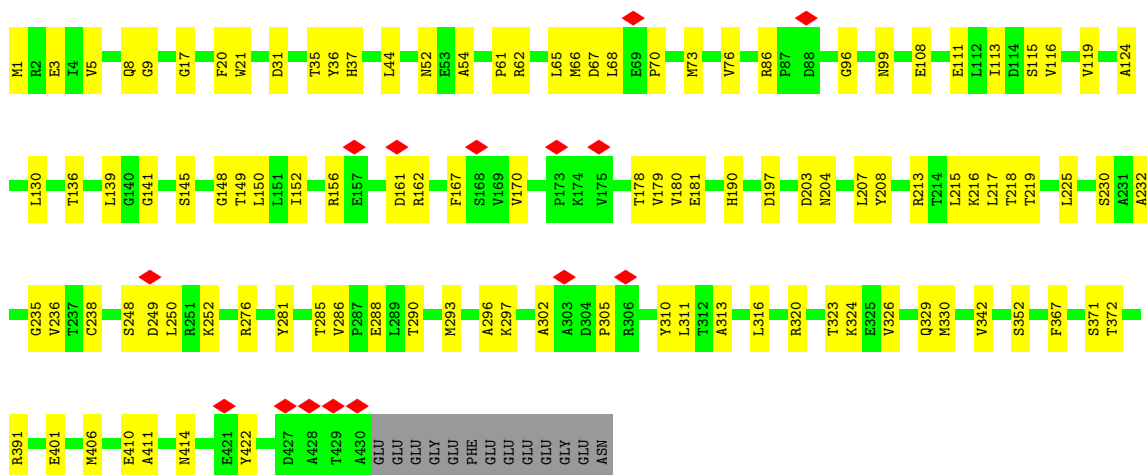 M1 R2 E3 I4 V5 Q8 G9 G17 F20 W21 D31 T35 Y36 H37 L44 N52 E53 A54 P61 R62 L65 M66 D67 L68 E69 P70 M73 V76 R86 P87 D88 G96 N99 E108 E111 L112 I113 D114 S115 V116 V119 A124
L130 T136 L139 G140 G141 S145 G148 T149 L150 L151 I152 R156 E157 D161 R162 F167 S168 V169 V170 P173 K174 V175 T178 V179 V180 E181 H190 D197 D203 N204 L207 Y208 R213 T214 L215 K216 L217 T218 T219 L225 S230 A231 A232
G235 V236 T237 C238 S248 D249 L250 R251 K252 R276 Y281 T285 V286 P287 E288 L289 T290 M293 A296 K297 A302 A303 D304 P305 R306 Y310 L311 T312 A313 L316 R320 T323 K324 E325 V326 Q329 M330 V342 S352 F367 S371 T372
R391 E401 M406 E410 A411 N414 E421 Y422 D427 A428 T429 A430 GLU GLU GLU GLY GLU PHE GLU GLU GLU GLU GLY GLU ASN